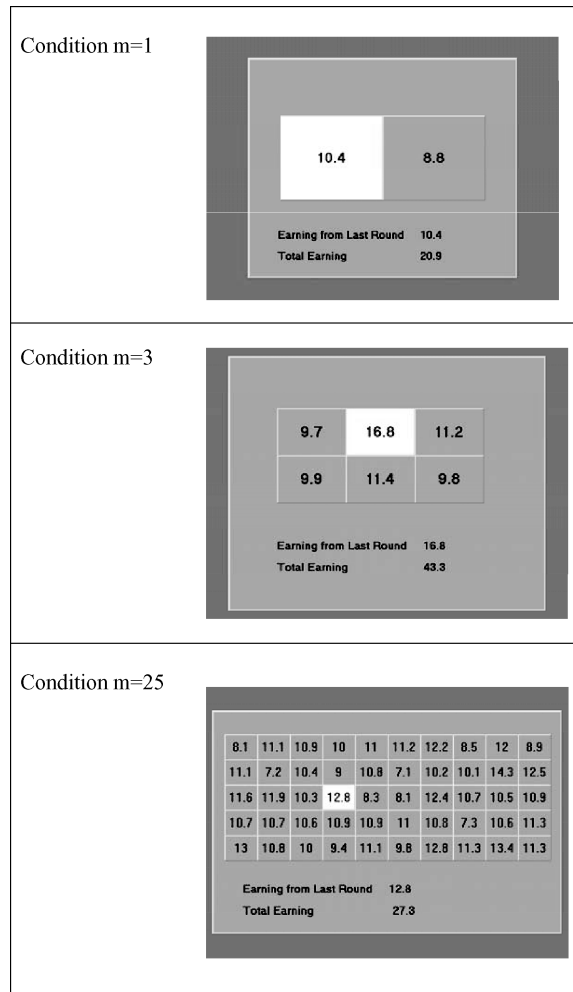 Condition m=1
10.4 8.8
Earning from Last Round 10.4
Total Earning 20.9
Condition m=3
9.7 16.8 11.2
9.9 11.4 9.8
Earning from Last Round 16.8
Total Earning 43.3
Condition m=25
8.1 11.1 10.9 10 11 11.2 12.2 8.5 12 8.9
11.1 7.2 10.4 9 10.8 7.1 10.2 10.1 14.3 12.5
11.6 11.9 10.3 12.8 8.3 8.1 12.4 10.7 10.5 10.9
10.7 10.7 10.6 10.9 10.9 11 10.8 7.3 10.6 11.3
13 10.8 10 9.4 11.1 9.8 12.8 11.3 13.4 11.3
Earning from Last Round 12.8
Total Earning 27.3